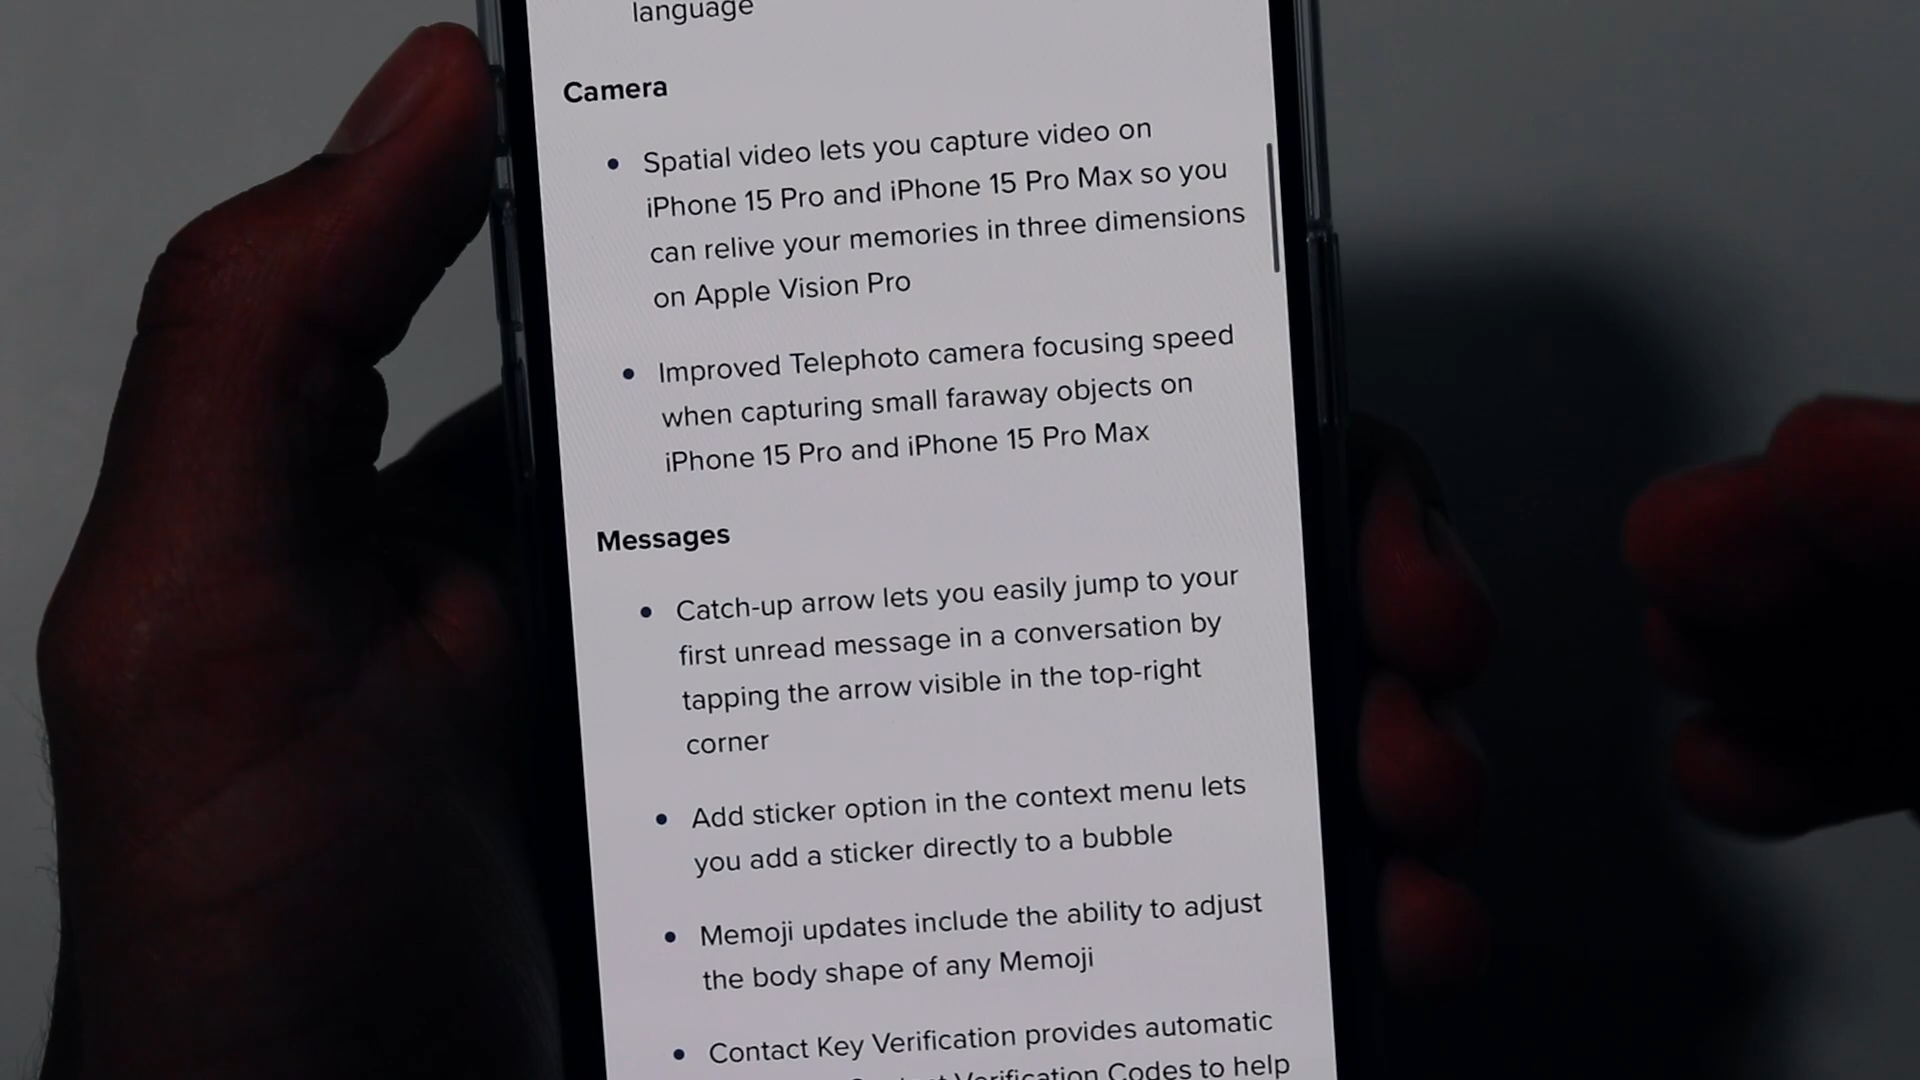 language
Camera
• Spatial video lets you capture video on
iPhone 15 Pro and iPhone 15 Pro Max so you
can relive your memories in three dimensions
on Apple Vision Pro
• Improved Telephoto camera focusing speed
when capturing small faraway objects on
iPhone 15 Pro and iPhone 15 Pro Max
Messages
• Catch-up arrow lets you easily jump to your
first unread message in a conversation by
tapping the arrow visible in the top-right
corner
• Add sticker option in the context menu lets
you add a sticker directly to a bubble
• Memoji updates include the ability to adjust
the body shape of any Memoji
• Contact Key Verification provides automatic
Verification Codes to help